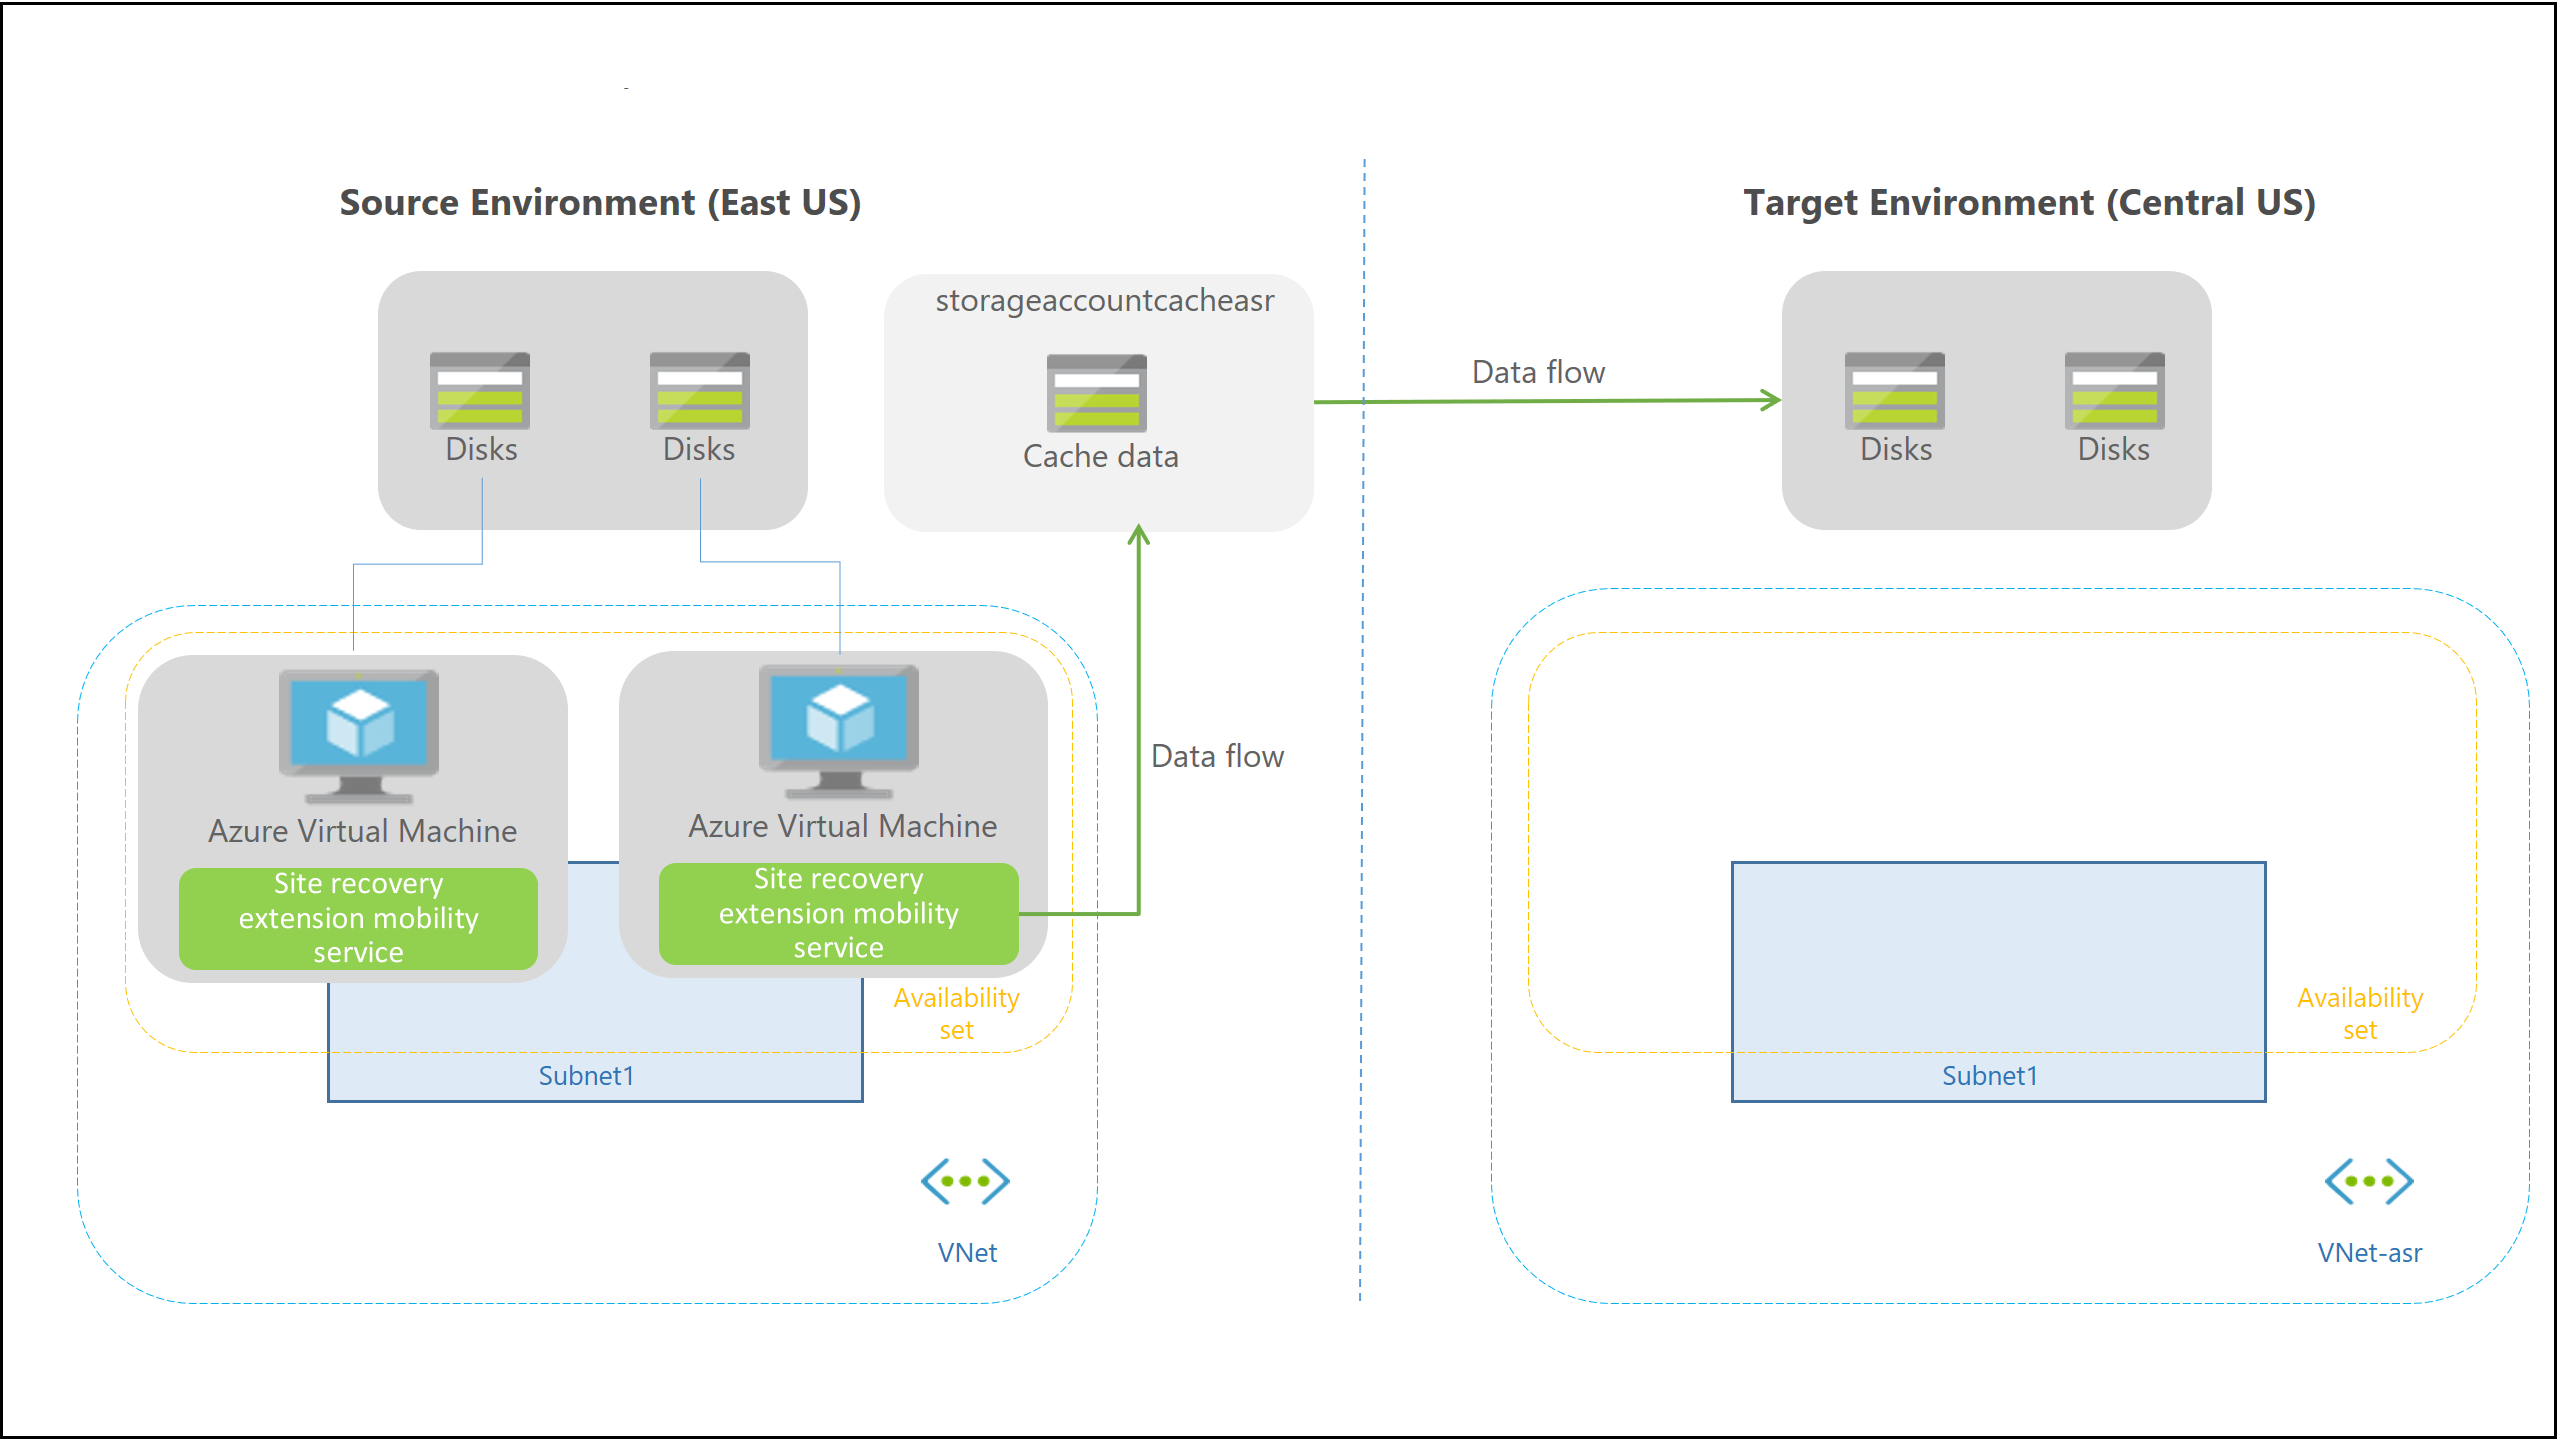 Source Environment (East US)
Target Environment (Central US)
storageaccountcacheasr
Disks
Disks
Cache data
Data flow
Disks
Disks
Data flow
Azure Virtual Machine
Site recovery
extension mobility
service
Azure Virtual Machine
Site recovery
extension mobility
service
Availability
set
Subnet1
VNet
Availability
set
Subnet1
VNet-asr